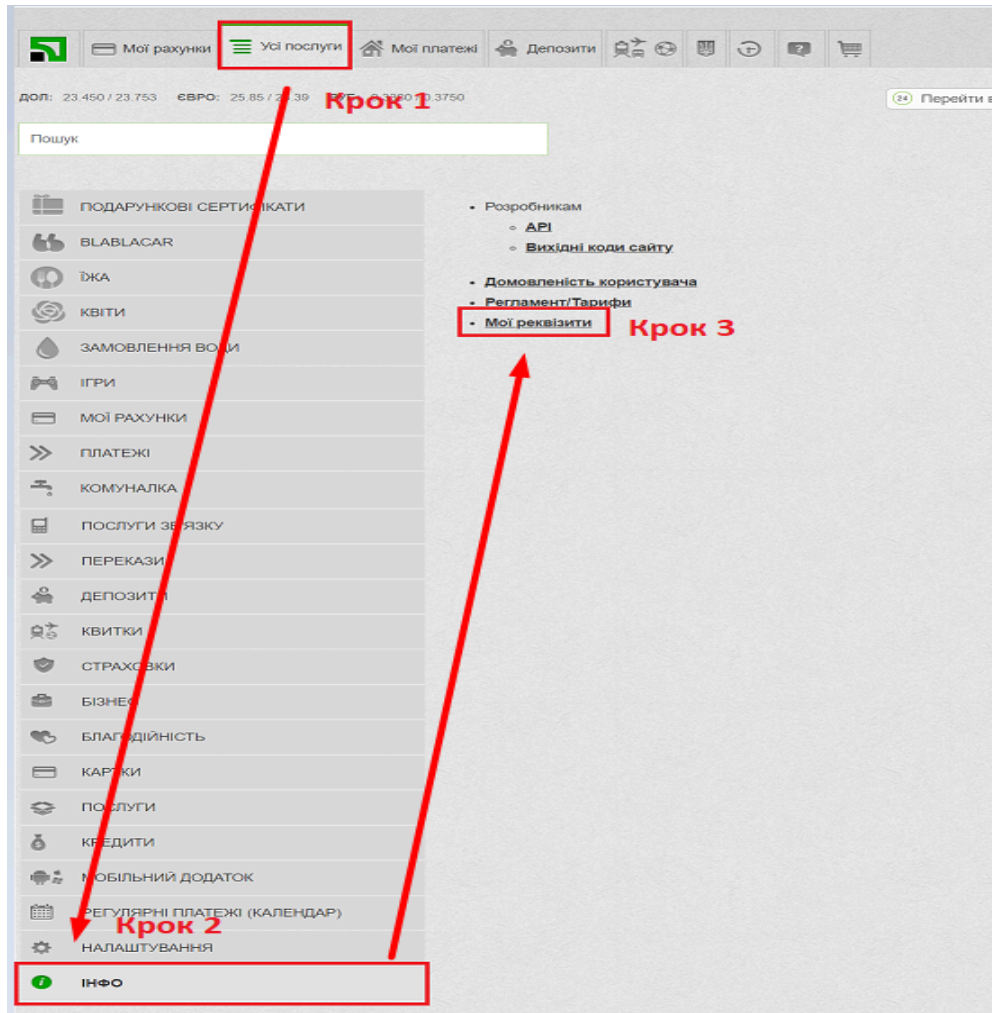 Мої рахунки Усі послуги Мої платежі Депозити
ДОЛ: 23.450 / 23.753 ЄВРО: 25.85 / 0.3750
Крок 1
24 Перейти в
Пошук
ПОДАРУНКОВІ СЕРТИФІКАТИ
BLABLACAR
ЇЖА
КВІТИ
ЗАМОВЛЕННЯ ВОДИ
ІГРИ
МОЇ РАХУНКИ
ПЛАТЕЖІ
КОМУНАЛКА
ПОСЛУГИ ЗВ'ЯЗКУ
ПЕРЕКАЗИ
ДЕПОЗИТИ
КВИТКИ
СТРАХОВКИ
БІЗНЕС
БЛАГОДІЙНІСТЬ
КАРТКИ
ПОСЛУГИ
КРЕДИТИ
МОБІЛЬНИЙ ДОДАТОК
РЕГУЛЯРНІ ПЛАТЕЖІ (КАЛЕНДАР)
Крок 2
НАЛАШТУВАННЯ
ІНФО
Розробникам
API
Вихідні коди сайту
Домовленість користувача
Регламент/Тарифи
Мої реквізити
Крок 3